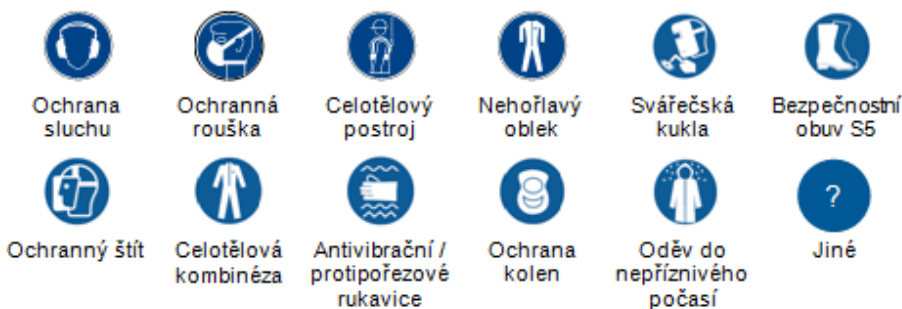 Ochrana
sluchu
Ochranná
rouška
Celotělový
postroj
Nehořlavý
oblek
Svářečská
kukla
Bezpečnostní
obuv S5
?
Ochranný štít
Celotělová
kombinéza
Antivibrační /
protipořezové
rukavice
Ochrana
kolen
Oděv do
nepříznivého
počasí
Jiné